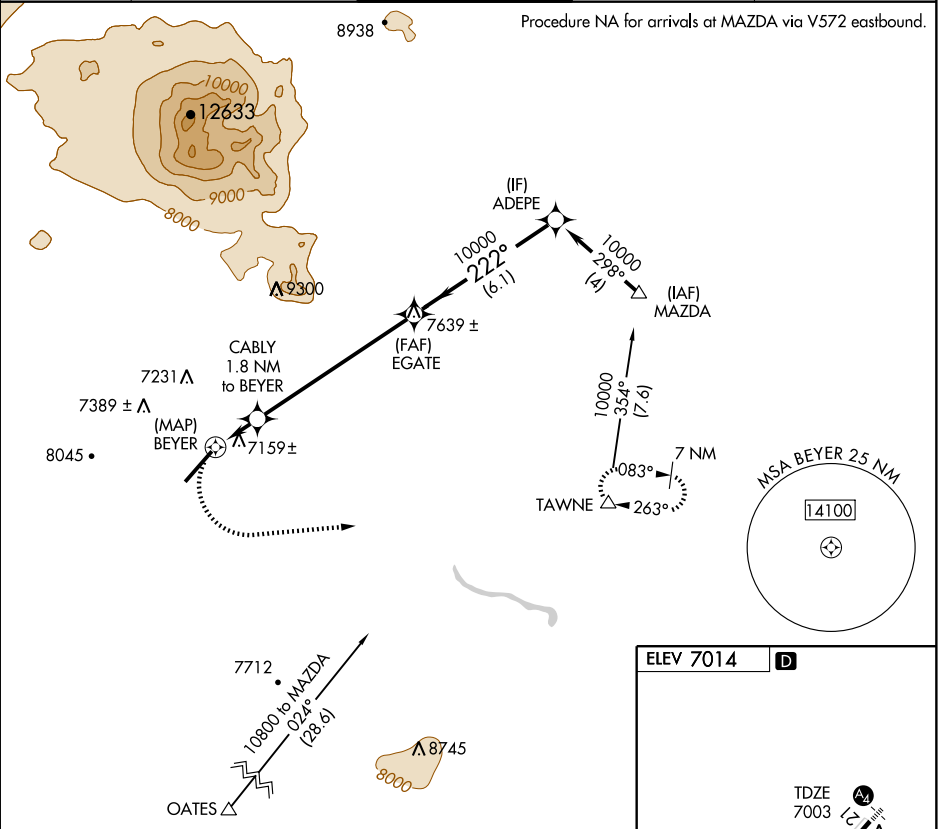 Procedure NA for arrivals at MAZDA via V572 eastbound.
8938
10000
12633
9000
8000
9300
(IF)
ADEPE
10000
222°
(6.1)
10000
298°
(4)
(IAF)
MAZDA
7639 ±
(FAF)
EGATE
CABLY
1.8 NM
to BEYER
7231
7389 ±
(MAP)
BEYER
7159±
8045
10000
354°
(7.6)
7 NM
083°
TAWNE
263°
MSA BEYER 25 NM
14100
ELEV 7014
D
7712
10800 to MAZDA
024°
(28.6)
8745
8000
OATES
TDZE
7003
A4
21